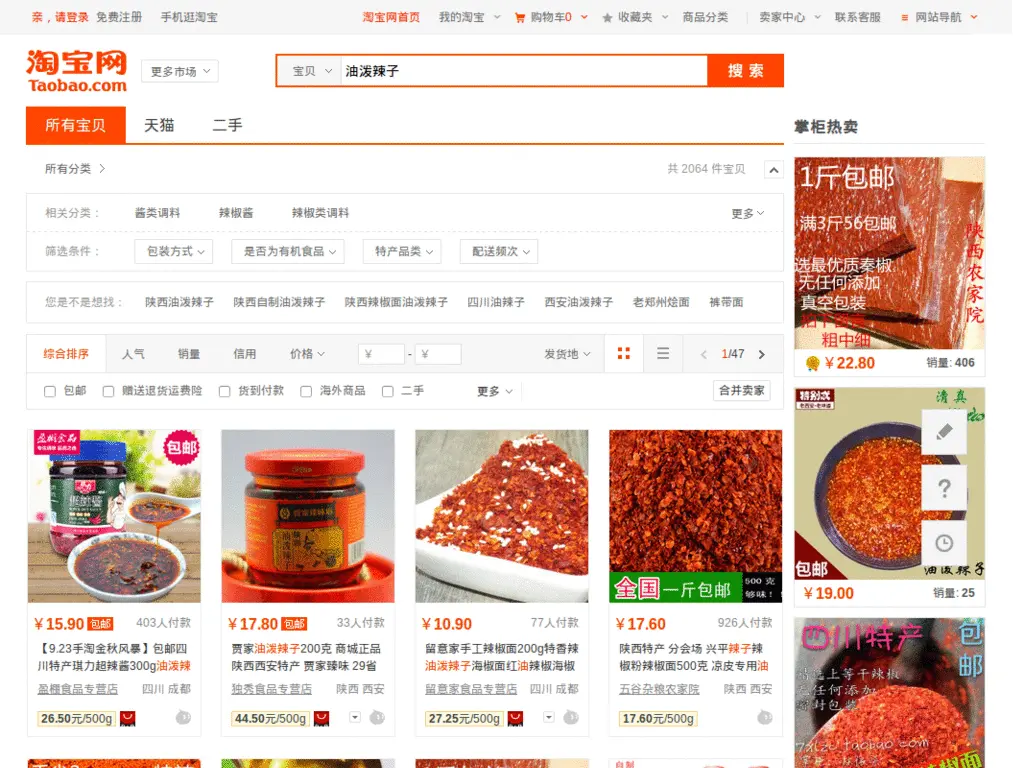 亲，请登录 免费注册 手机逛淘宝
淘宝网首页 我的淘宝 购物车0 收藏夹 商品分类 卖家中心 联系客服 网站导航
淘宝网
Taobao.com
更多市场
宝贝 油泼辣子 搜索
所有宝贝 天猫 二手
掌柜热卖
所有分类 >
共 2064 件宝贝
相关分类： 酱类调料 辣椒酱 辣椒类调料 更多
筛选条件： 包装方式 是否为有机食品 特产品类 配送频次
您是不是想找： 陕西油泼辣子 陕西自制油泼辣子 陕西辣椒面油泼辣子 四川油辣子 西安油泼辣子 老郑州烩面 裤带面
综合排序 人气 销量 信用 价格 ¥ - ¥ 发货地 < 1/47 >
包邮 赠送退货运费险 货到付款 海外商品 二手 更多 合并卖家
包邮
¥15.90 包邮 403人付款
【9.23手淘金秋风暴】包邮四
川特产琪力超辣酱300g油泼辣
盈棚食品专营店 四川 成都
26.50元/500g
¥17.80 包邮 33人付款
贾家油泼辣子200克 商城正品
陕西西安特产 贾家臻味 29省
独秀食品专营店 陕西 西安
44.50元/500g
¥10.90 77人付款
留意家手工辣椒面200g特香辣
油泼辣子海椒面红油辣椒海椒
留意家食品专营店 四川 成都
27.25元/500g
全国一斤包邮
500 克
够味！
¥17.60 926人付款
陕西特产 分会场 兴平辣子辣
椒粉辣椒面500克 凉皮专用油
五谷杂粮农家院 陕西 西安
17.60元/500g
1斤包邮
满3斤56包邮
选最优质秦椒
无任何添加
真空包装
粗中细
陕西农家院
¥22.80 销量: 406
特别忒
清真
?
包邮
油泼辣子
¥19.00 销量: 25
四川特产
包邮
精选上等干辣椒
无任何添加
密封包装
椒面